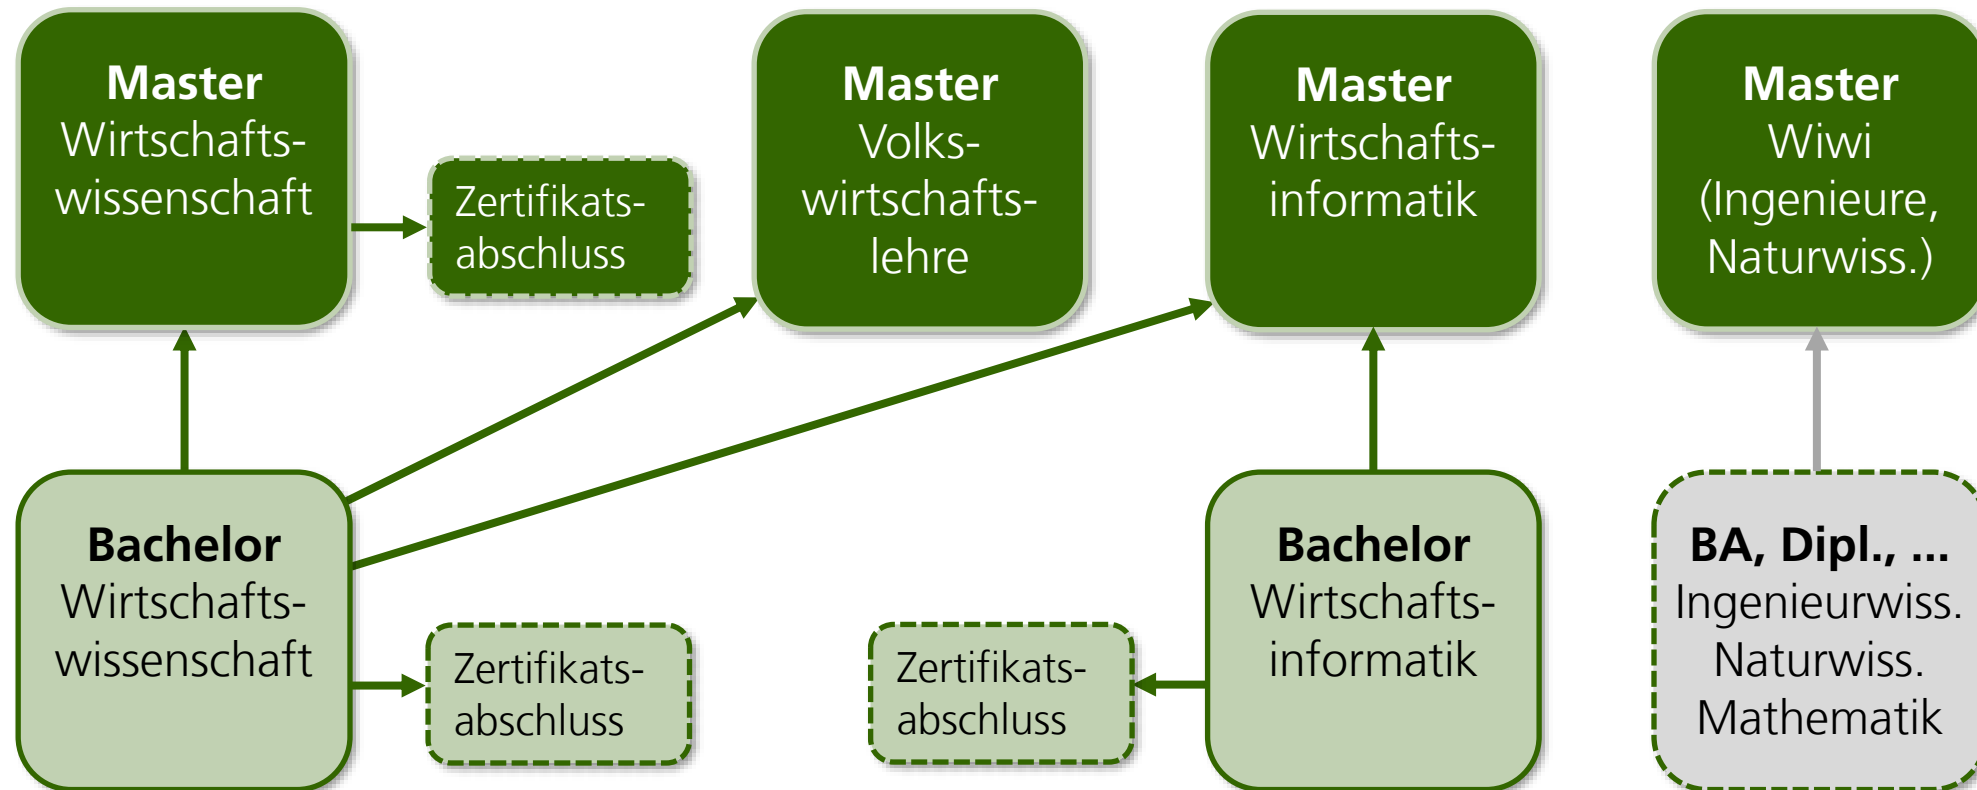 Master
Wirtschafts-
wissenschaft
Zertifikats-
abschluss
Master
Volks-
wirtschafts-
lehre
Master
Wirtschafts-
informatik
Master
Wiwi
(Ingenieure,
Naturwiss.)
Bachelor
Wirtschafts-
wissenschaft
Zertifikats-
abschluss
Zertifikats-
abschluss
Bachelor
Wirtschafts-
informatik
BA, Dipl., ...
Ingenieurwiss.
Naturwiss.
Mathematik